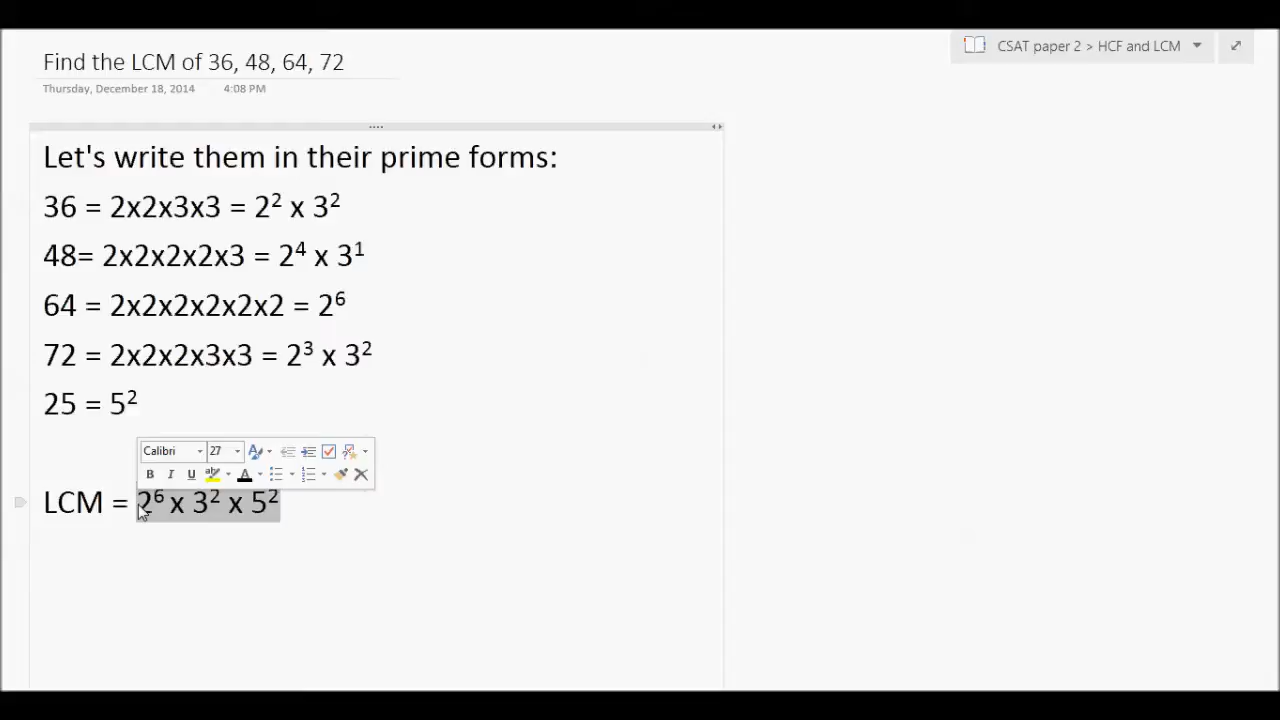 Find the LCM of 36, 48, 64, 72
CSAT paper 2 > HCF and LCM
Thursday, December 18, 2014 4:08 PM
Let's write them in their prime forms:
36 = 2x2x3x3 = 2² x 3²
48= 2x2x2x2x3 = 2⁴ x 3¹
64 = 2x2x2x2x2x2 = 2⁶
72 = 2x2x2x3x3 = 2³ x 3²
25 = 5²
Calibri 27
B I U aby A
LCM = 2⁶ x 3² x 5²